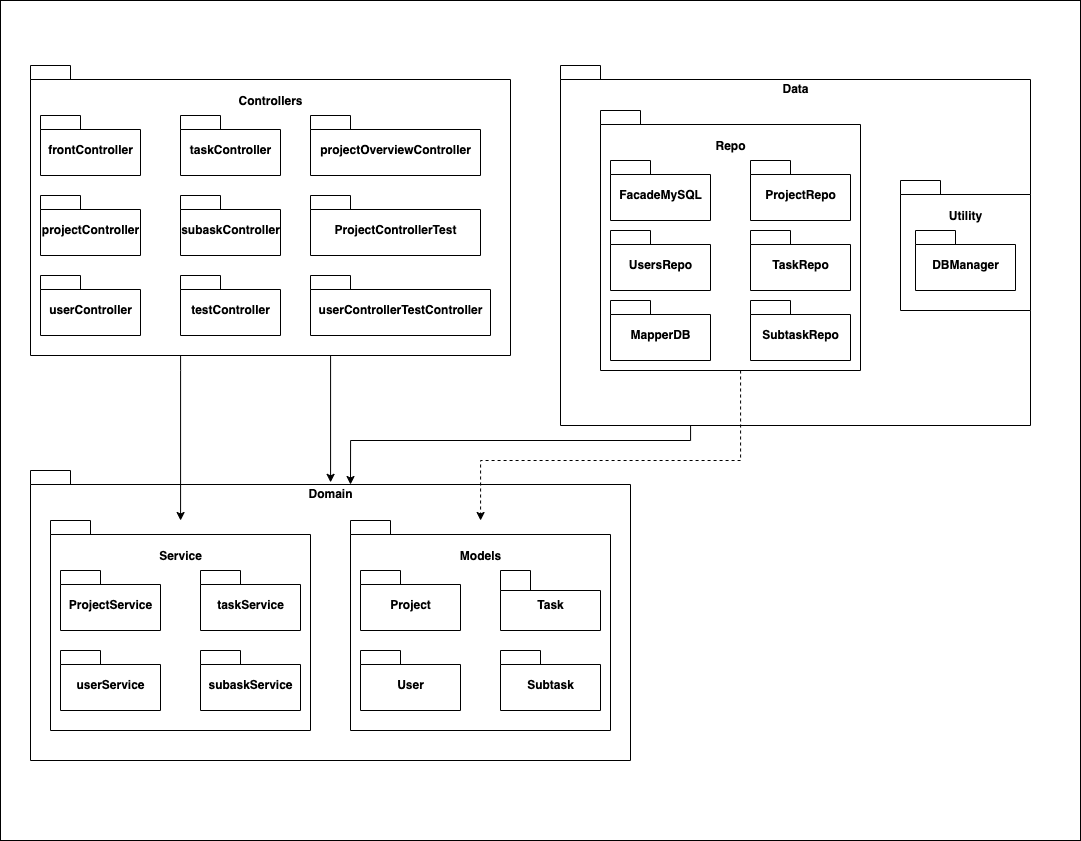 Controllers
frontController
taskController
projectOverviewController
projectController
subaskController
ProjectControllerTest
userController
testController
userControllerTestController
Data
Repo
FacadeMySQL
ProjectRepo
UsersRepo
TaskRepo
MapperDB
SubtaskRepo
Utility
DBManager
Domain
Service
ProjectService
taskService
userService
subaskService
Models
Project
Task
User
Subtask